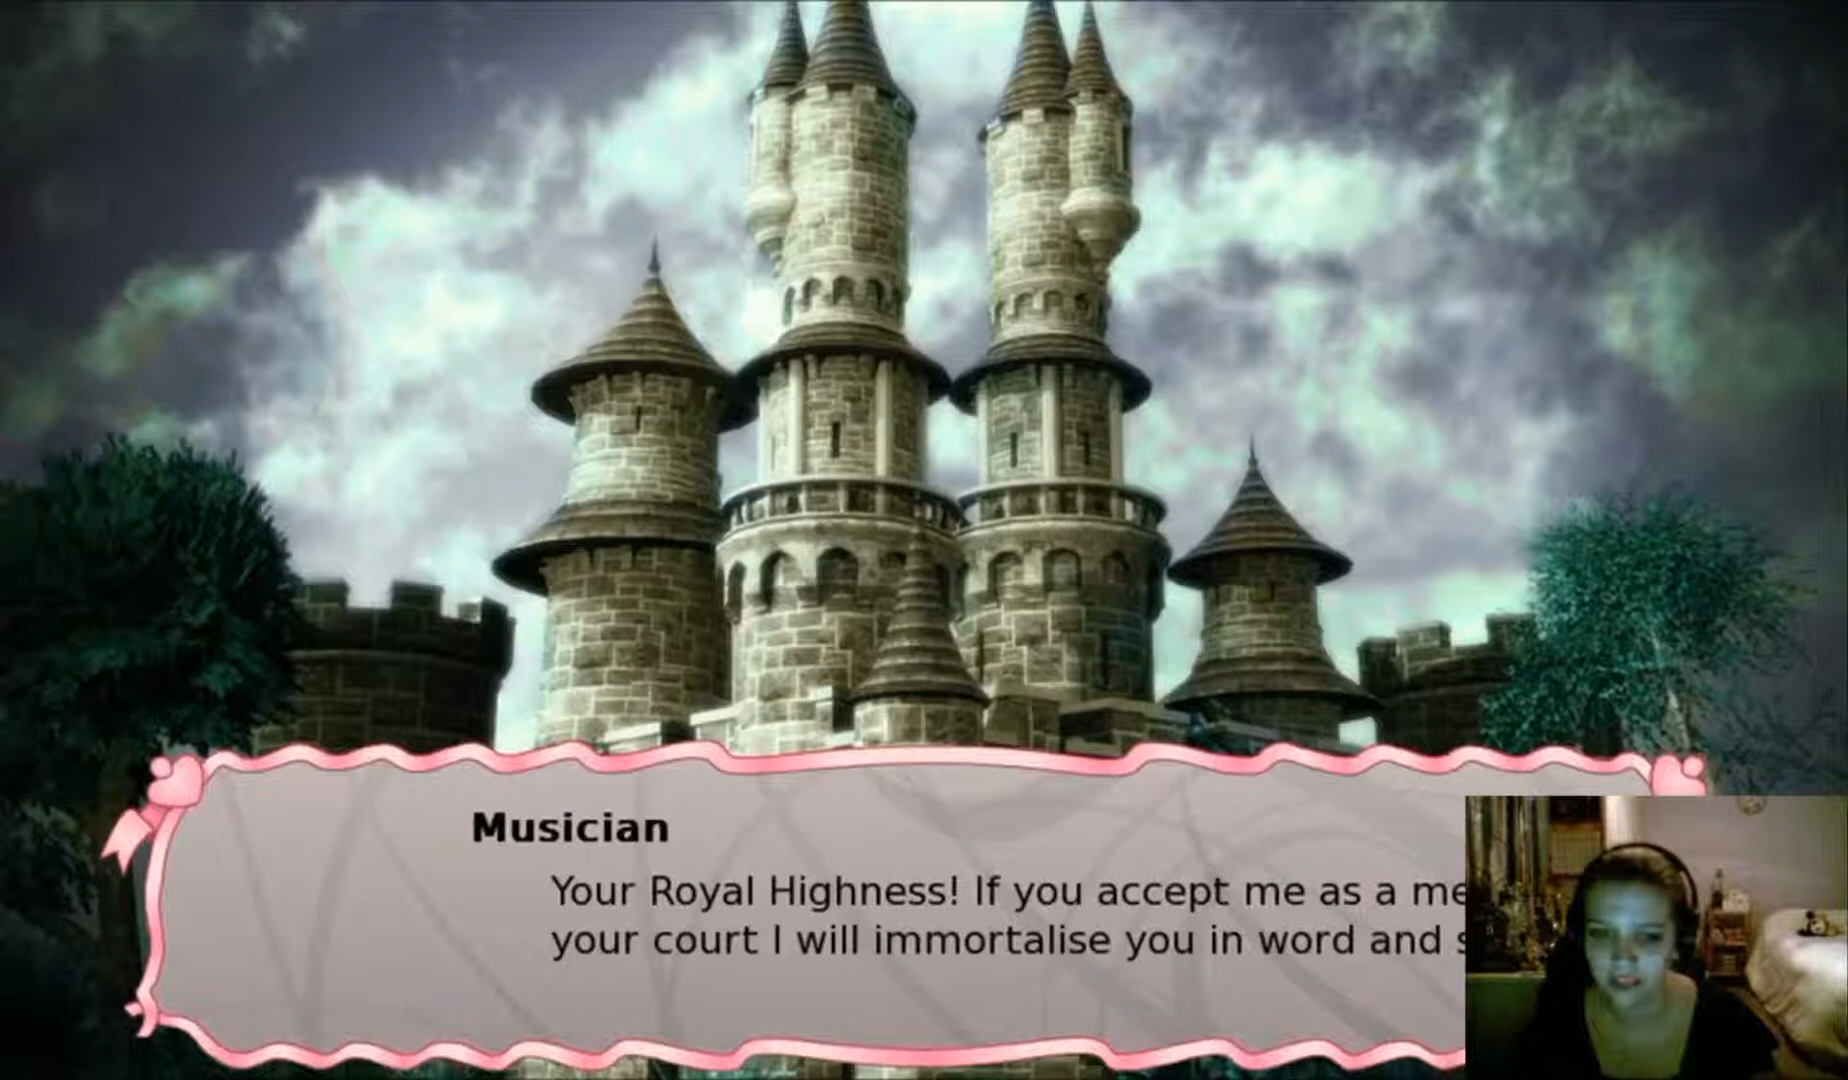 Musician
Your Royal Highness! If you accept me as a
your court I will immortalise you in word and